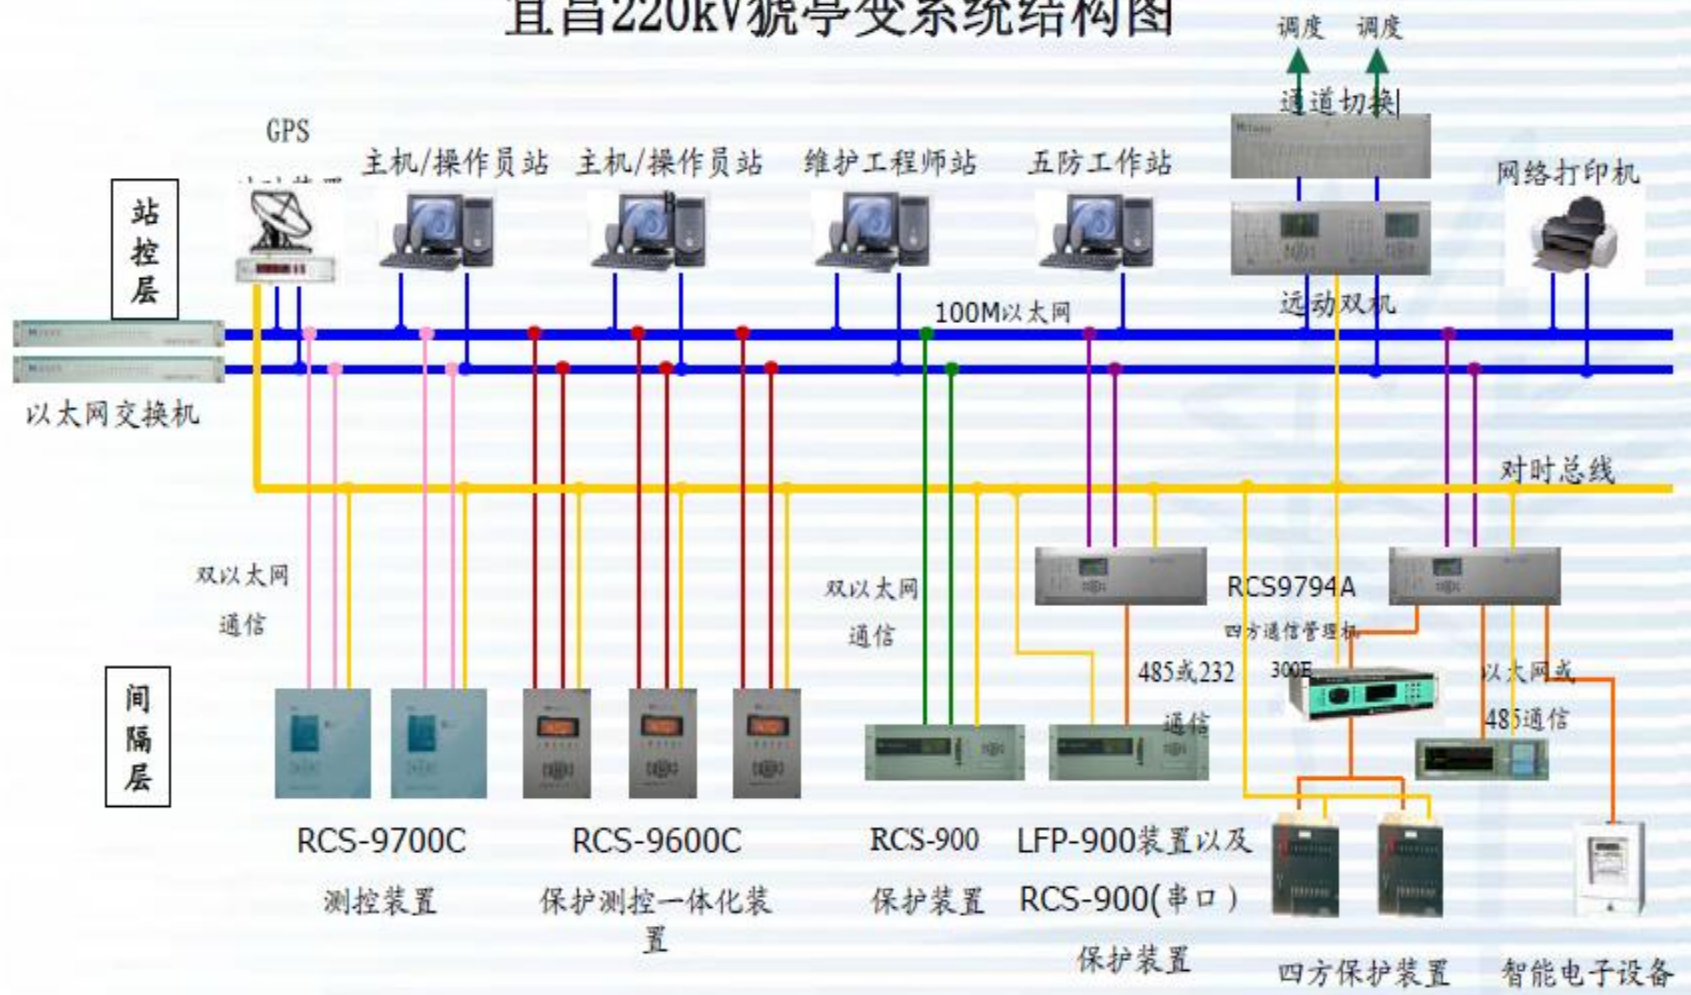 宜昌220kV猇亭变系统结构图
调度
调度
通道切换
GPS
主机/操作员站
主机/操作员站
B
维护工程师站
五防工作站
网络打印机
站控层
100M以太网
远动双机
以太网交换机
对时总线
双以太网
通信
双以太网
通信
RCS9794A
四方通信管理机
300E
485或232
通信
以太网或
485通信
间隔层
RCS-9700C
测控装置
RCS-9600C
保护测控一体化装
置
RCS-900
保护装置
LFP-900装置以及
RCS-900(串口）
保护装置
四方保护装置
智能电子设备